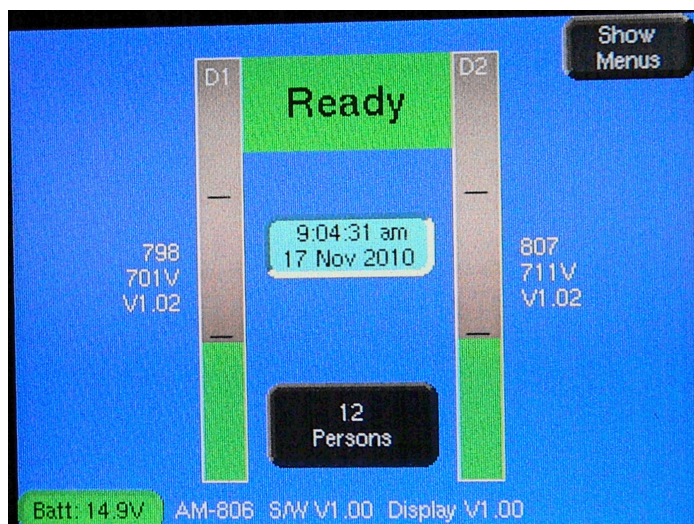 Show
Menus
D1
D2
Ready
9:04:31 am
17 Nov 2010
798
701V
V1.02
807
711V
V1.02
12
Persons
Batt: 14.9V AM-806 S/W V1.00 Display V1.00